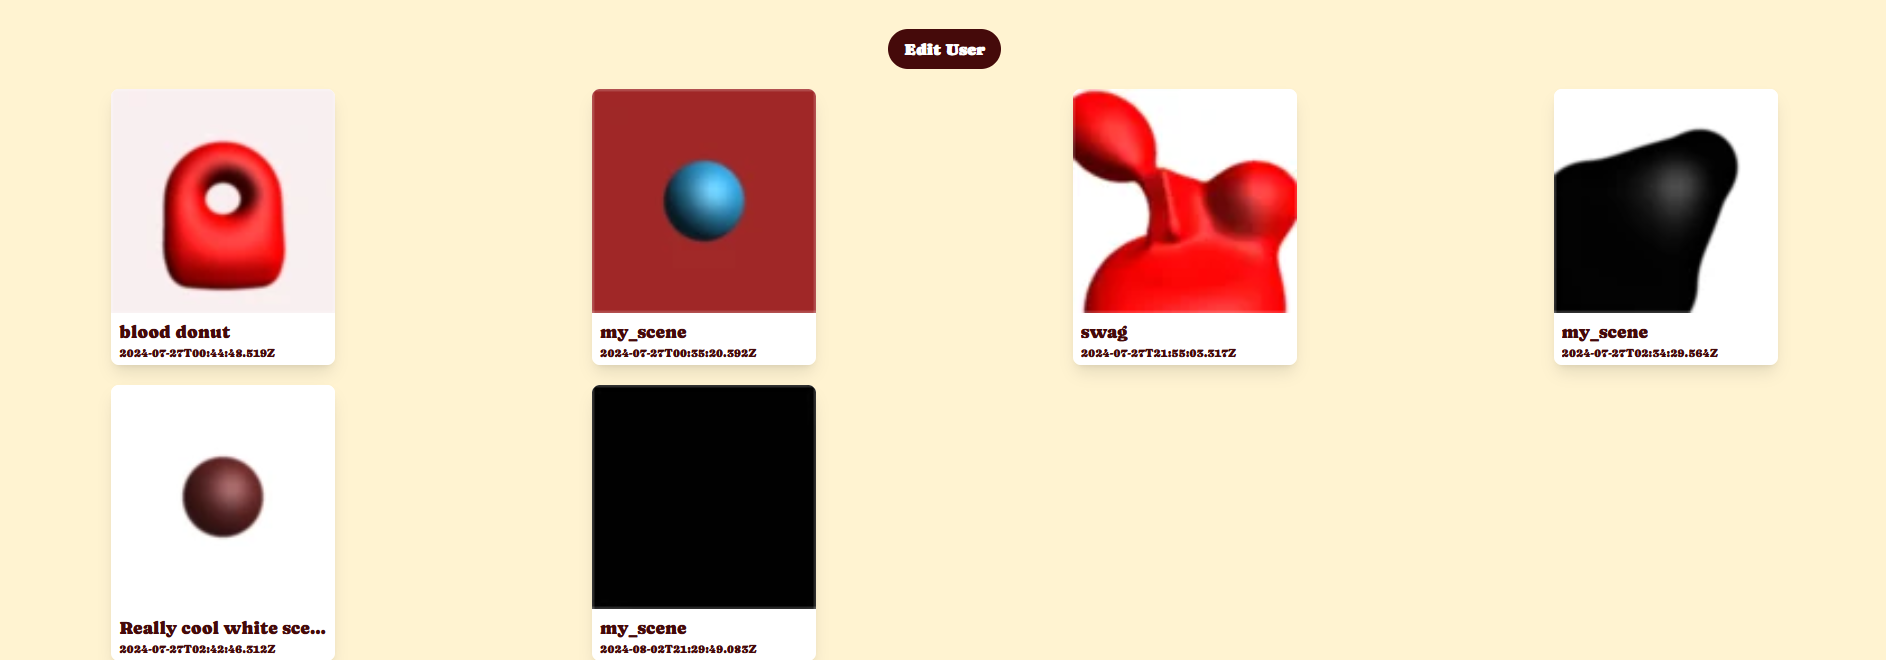 Edit User
blood donut
2024-07-27T00:44:48.519Z
my_scene
2024-07-27T00:35:20.392Z
swag
2024-07-27T21:55:03.317Z
my_scene
2024-07-27T02:34:29.564Z
Really cool white sce...
2024-07-27T02:42:46.312Z
my_scene
2024-08-02T21:29:49.083Z